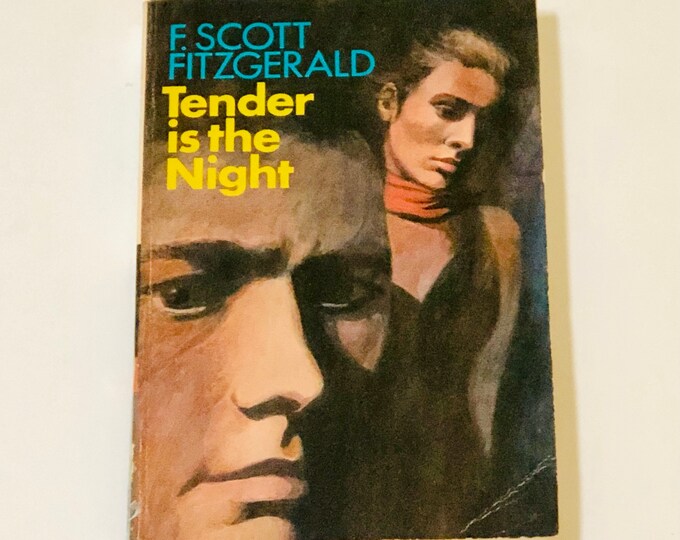 F. SCOTT
FITZGERALD
Tender
is the
Night